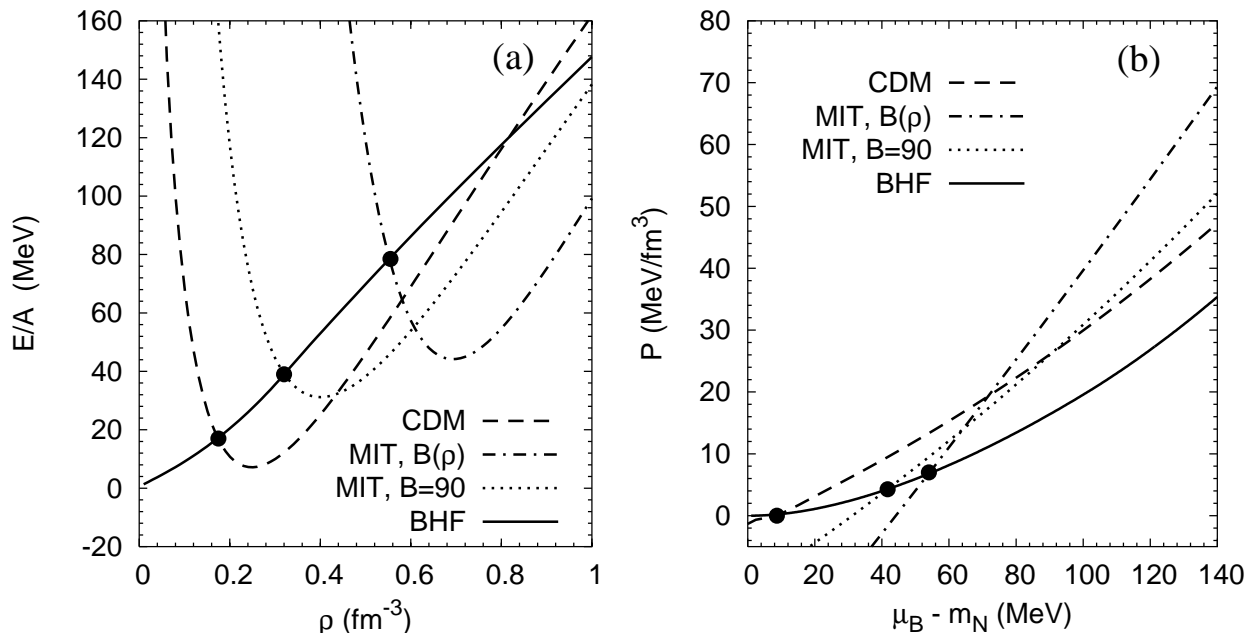 (a)
160
140
120
100
80
60
40
20
0
-20
E/A (MeV)
CDM
MIT, B(ρ)
MIT, B=90
BHF
0 0.2 0.4 0.6 0.8 1
ρ (fm⁻³)
(b)
80
70
60
50
40
30
20
10
0
P (MeV/fm³)
CDM
MIT, B(ρ)
MIT, B=90
BHF
0 20 40 60 80 100 120 140
μ_B - m_N (MeV)